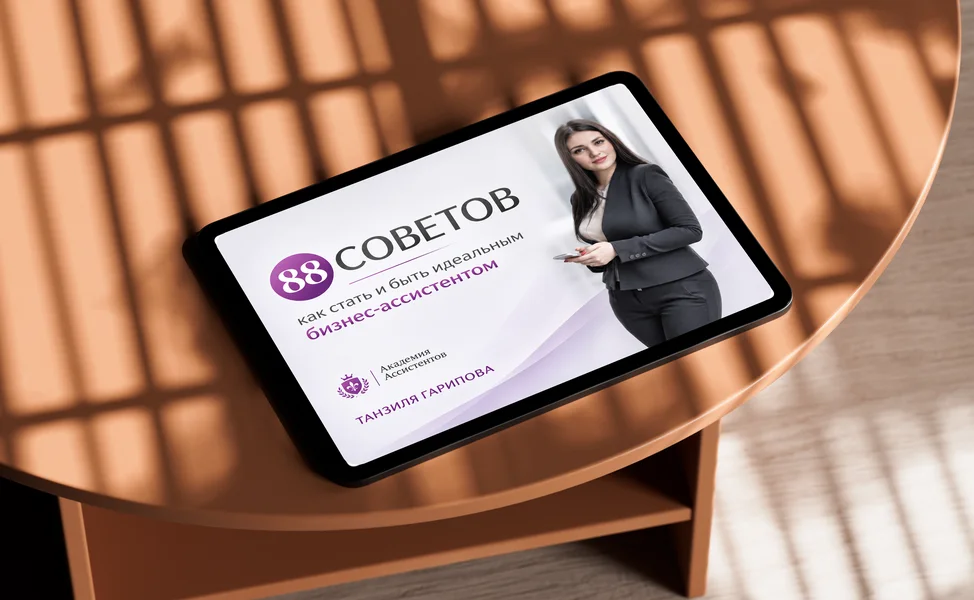 88 СОВЕТОВ
как стать и быть идеальным
бизнес-ассистентом
Академия
Ассистентов
ТАНЗИЛЯ ГАРИПОВА